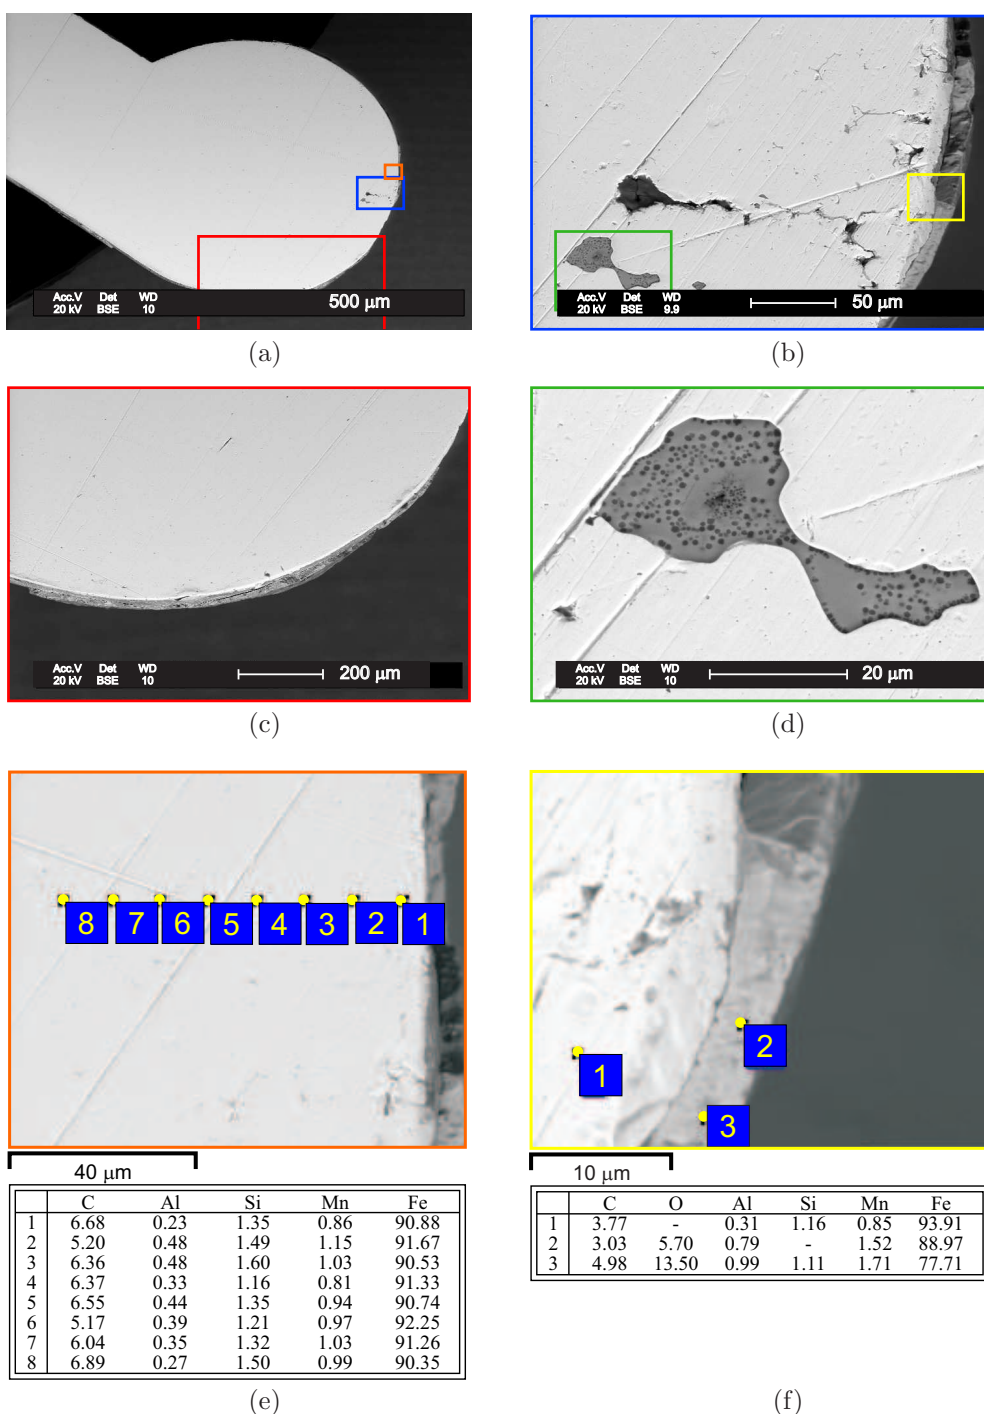 Acc.V Det WD
20 kV BSE 10 500 µm
(a)
Acc.V Det WD
20 kV BSE 9.9 50 µm
(b)
Acc.V Det WD
20 kV BSE 10 200 µm
(c)
Acc.V Det WD
20 kV BSE 10 20 µm
(d)
8 7 6 5 4 3 2 1
40 µm
C Al Si Mn Fe
1 6.68 0.23 1.35 0.86 90.88
2 5.20 0.48 1.49 1.15 91.67
3 6.36 0.48 1.60 1.03 90.53
4 6.37 0.33 1.16 0.81 91.33
5 6.55 0.44 1.35 0.94 90.74
6 5.17 0.39 1.21 0.97 92.25
7 6.04 0.35 1.32 1.03 91.26
8 6.89 0.27 1.50 0.99 90.35
(e)
2
1
3
10 µm
C O Al Si Mn Fe
1 3.77 - 0.31 1.16 0.85 93.91
2 3.03 5.70 0.79 - 1.52 88.97
3 4.98 13.50 0.99 1.11 1.71 77.71
(f)